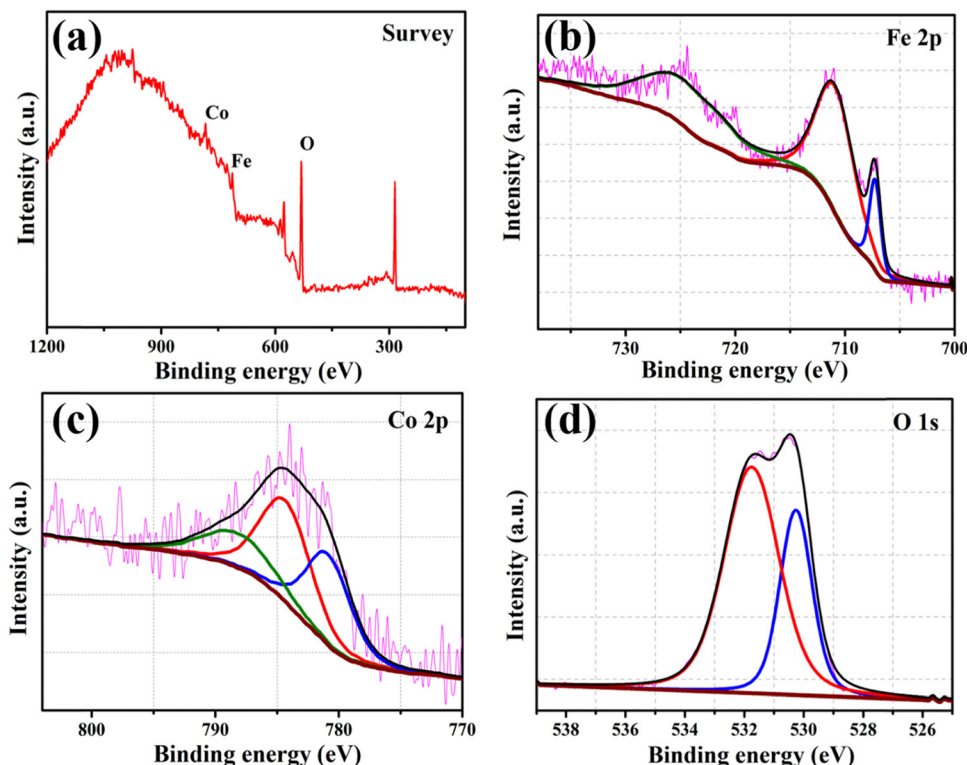 (a)
Survey
Co
Fe
O
Intensity (a.u.)
1200 900 600 300
Binding energy (eV)
(b)
Fe 2p
Intensity (a.u.)
730 720 710 700
Binding energy (eV)
(c)
Co 2p
Intensity (a.u.)
800 790 780 770
Binding energy (eV)
(d)
O 1s
Intensity (a.u.)
538 536 534 532 530 528 526
Binding energy (eV)